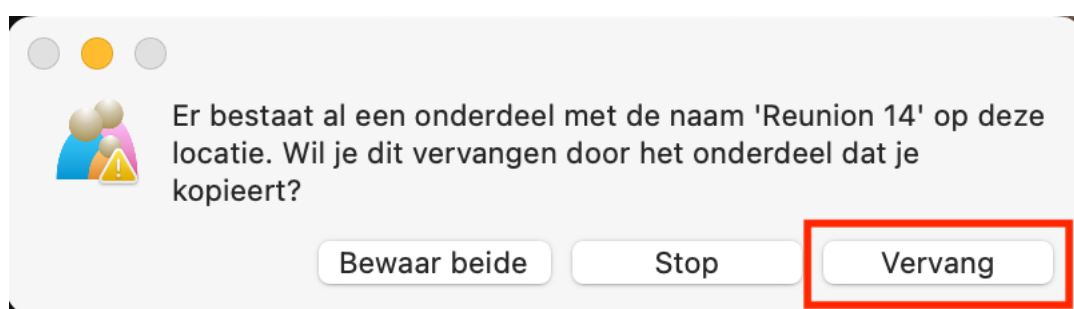 Er bestaat al een onderdeel met de naam 'Reunion 14' op deze
locatie. Wil je dit vervangen door het onderdeel dat je
kopieert?
Bewaar beide
Stop
Vervang